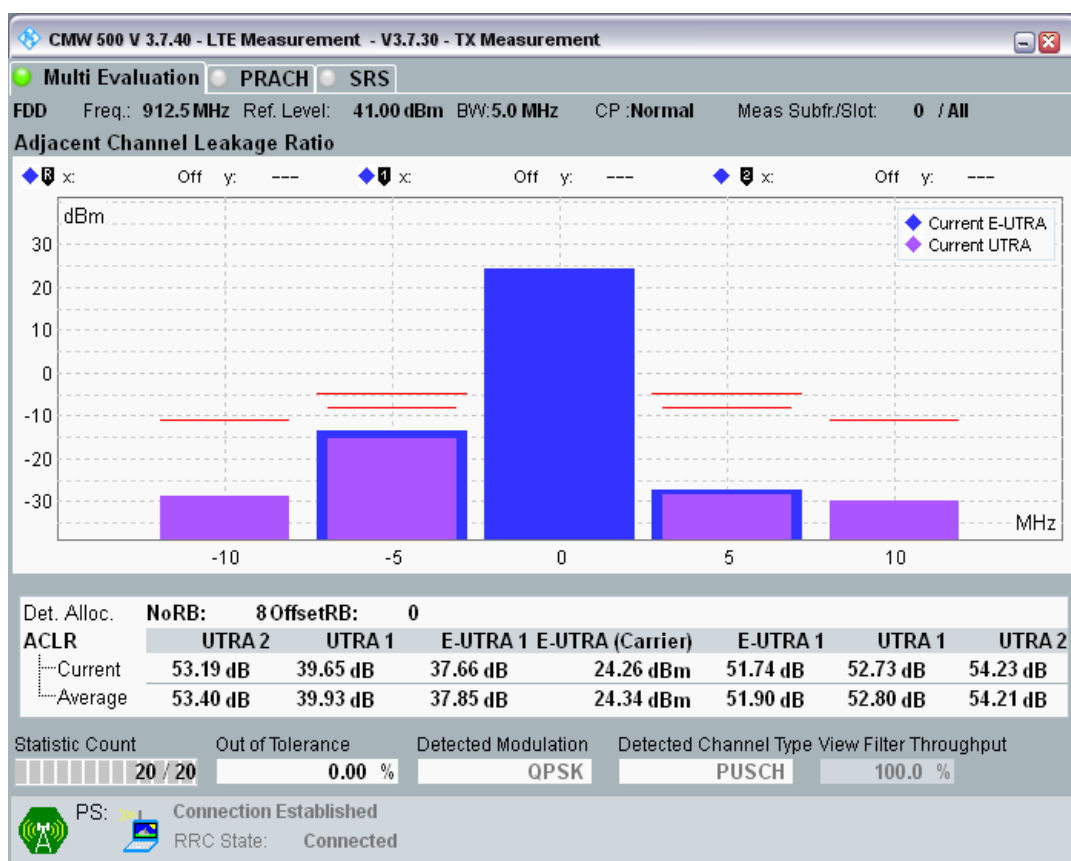 CMW 500 V 3.7.40 - LTE Measurement - V3.7.30 - TX Measurement
Multi Evaluation PRACH SRS
FDD Freq.: 912.5 MHz Ref. Level: 41.00 dBm BW:5.0 MHz CP :Normal Meas Subfr./Slot: 0 / All
Adjacent Channel Leakage Ratio
R x: Off y: --- 1 x: Off y: --- 2 x: Off y: ---
dBm
Current E-UTRA
Current UTRA
30
20
10
0
-10
-20
-30
MHz
-10 -5 0 5 10
Det. Alloc. NoRB: 8 OffsetRB: 0
ACLR UTRA 2 UTRA 1 E-UTRA 1 E-UTRA (Carrier) E-UTRA 1 UTRA 1 UTRA 2
Current 53.19 dB 39.65 dB 37.66 dB 24.26 dBm 51.74 dB 52.73 dB 54.23 dB
Average 53.40 dB 39.93 dB 37.85 dB 24.34 dBm 51.90 dB 52.80 dB 54.21 dB
Statistic Count Out of Tolerance Detected Modulation Detected Channel Type View Filter Throughput
20 / 20 0.00 % QPSK PUSCH 100.0 %
PS: Connection Established
RRC State: Connected